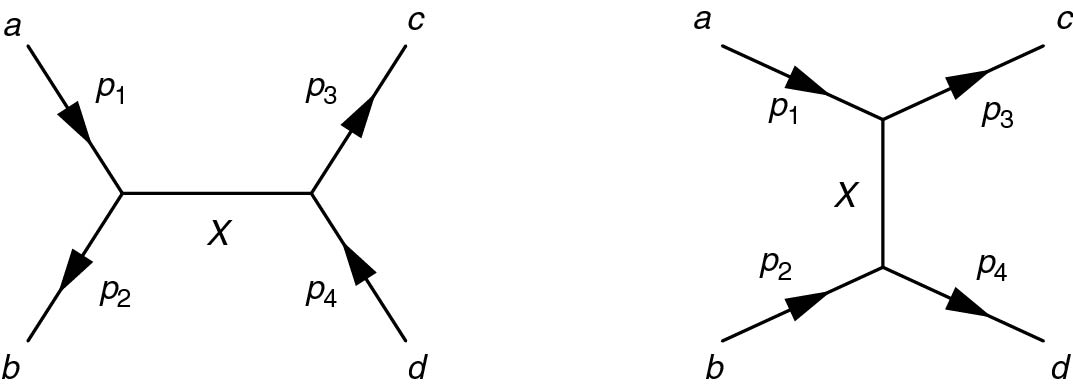 a c
p₁ p₃
X
p₂ p₄
b d
a c
p₁ p₃
X
p₂ p₄
b d